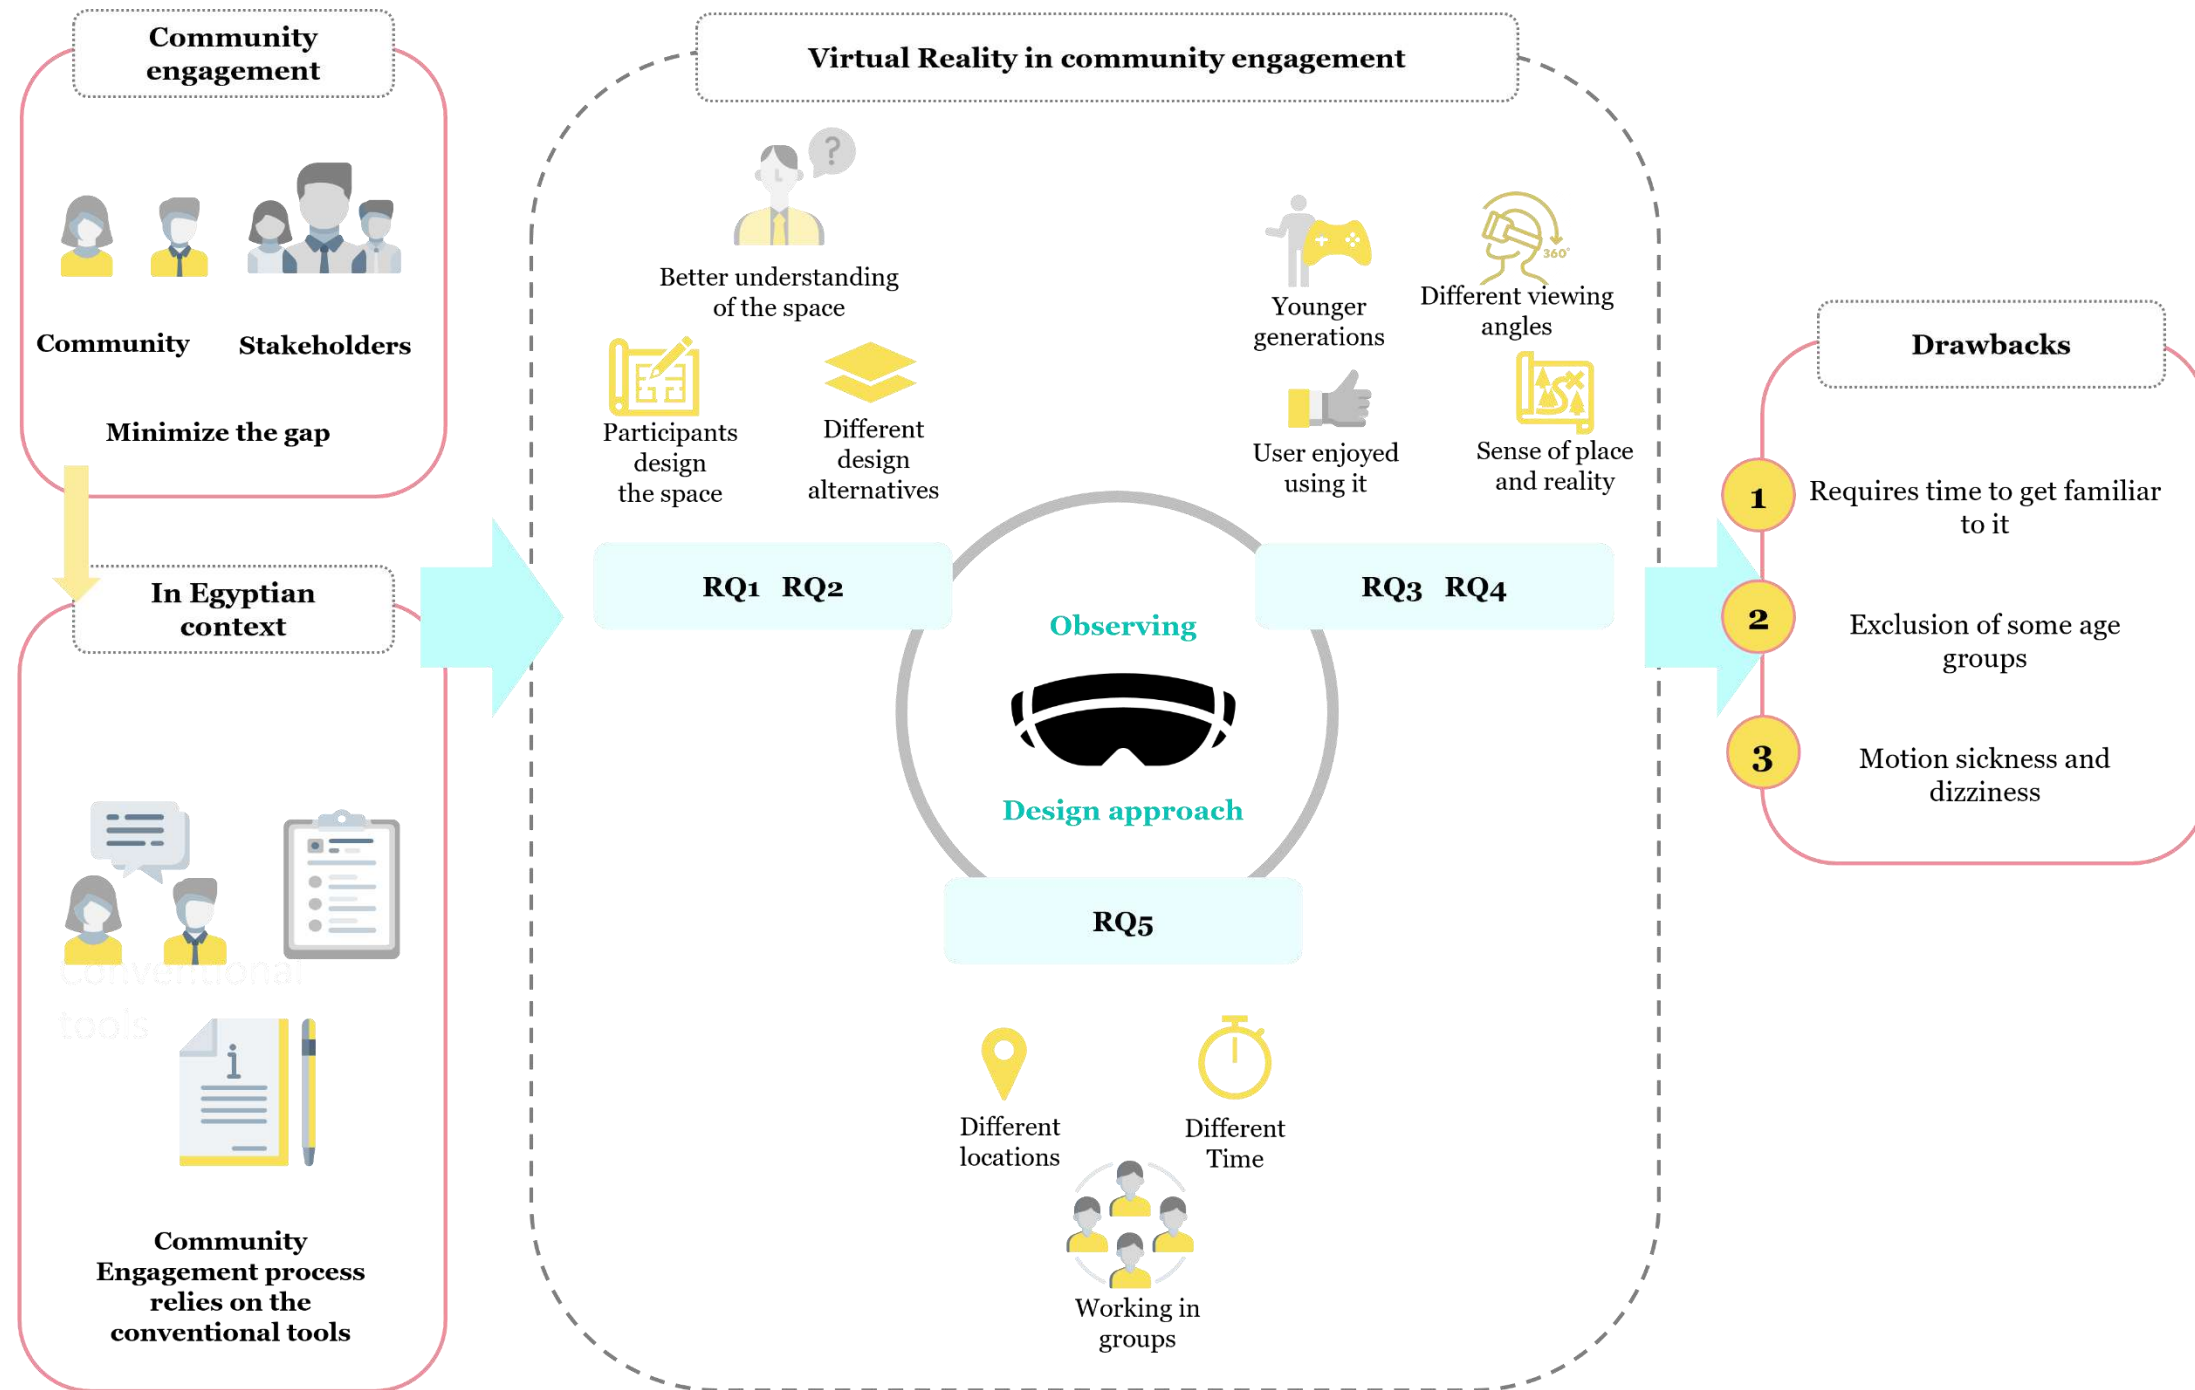 Community
engagement
Community
Stakeholders
Minimize the gap
In Egyptian
context
Conventional
tools
Community
Engagement process
relies on the
conventional tools
Virtual Reality in community engagement
?
Better understanding
of the space
Participants
design
the space
Different
design
alternatives
Younger
generations
360°
Different viewing
angles
User enjoyed
using it
Sense of place
and reality
RQ1 RQ2
RQ3 RQ4
Observing
Design approach
RQ5
Different
locations
Different
Time
Working in
groups
Drawbacks
1 Requires time to get familiar
to it
2 Exclusion of some age
groups
3 Motion sickness and
dizziness
i